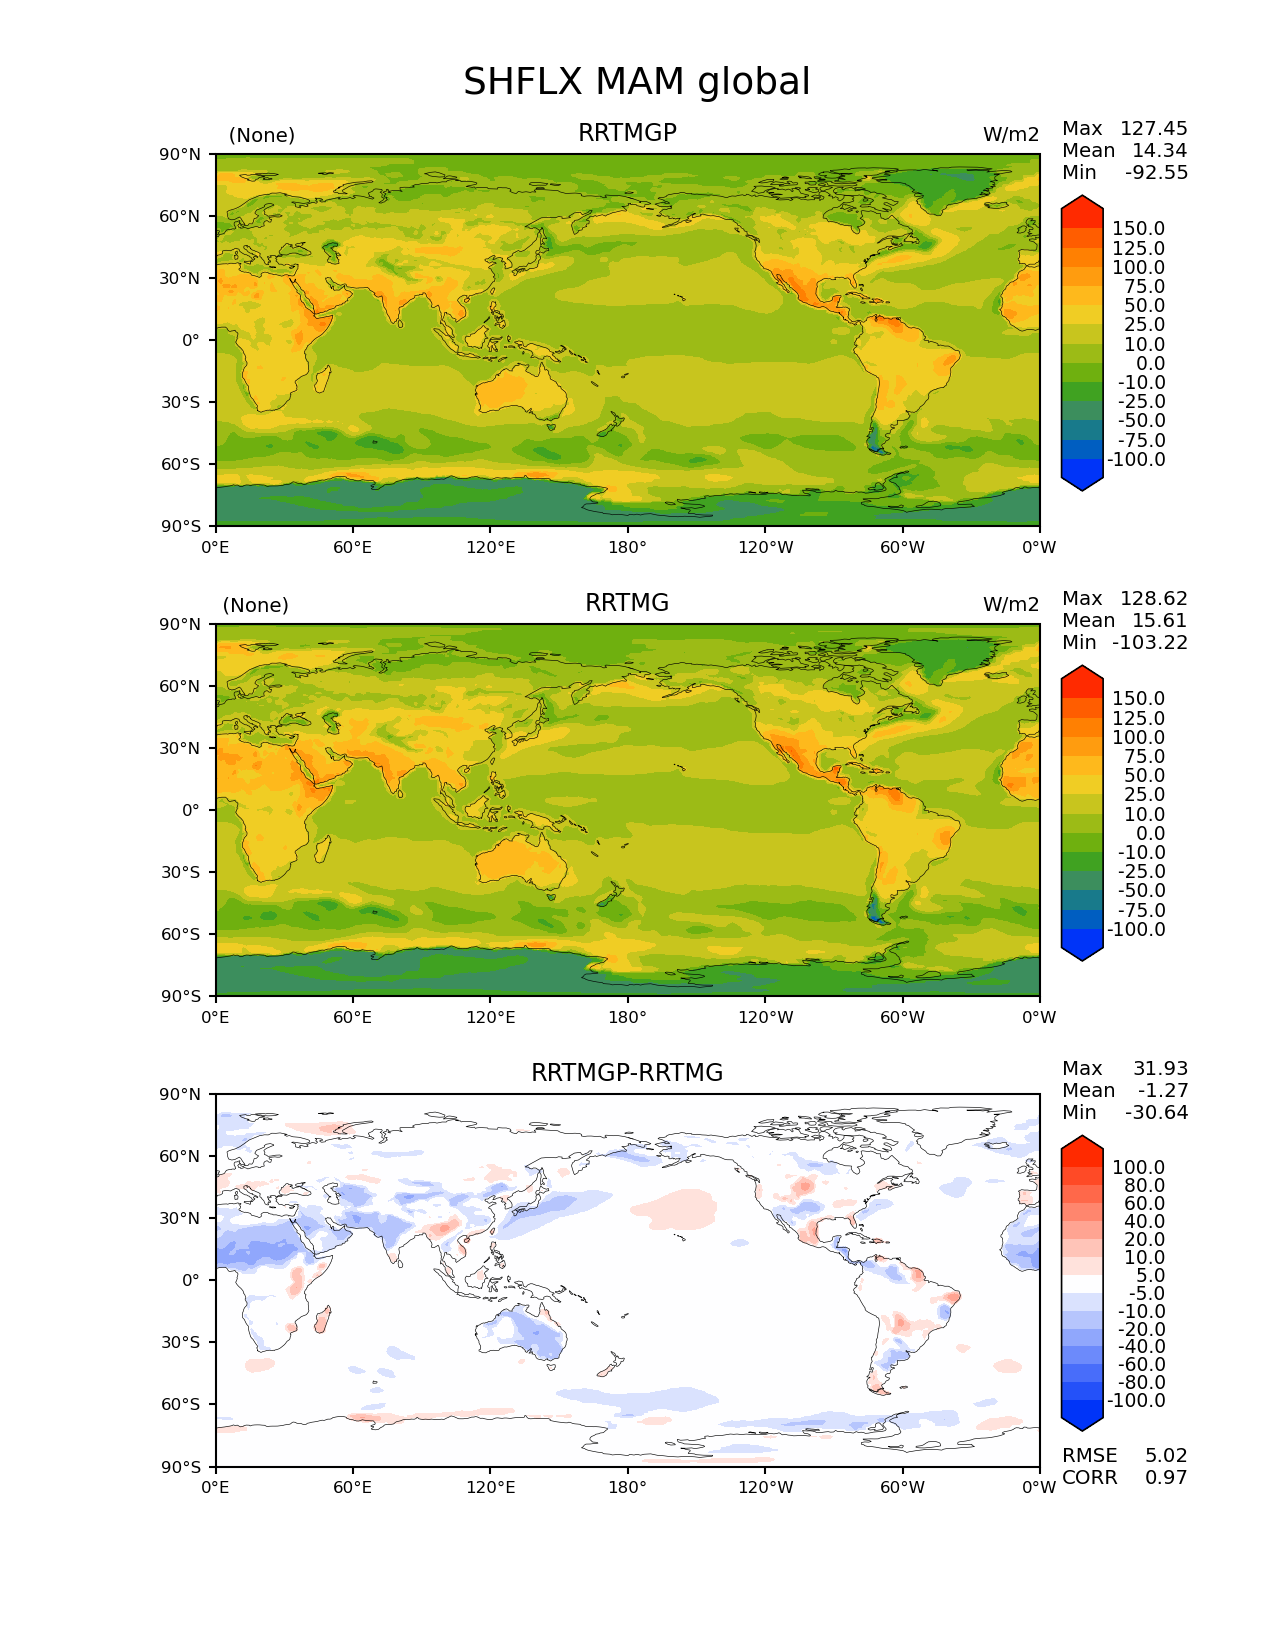 SHFLX MAM global
(None) RRTMGP W/m2
Max 127.45
Mean 14.34
Min -92.55
90°N
60°N
30°N
0°
30°S
60°S
90°S
0°E 60°E 120°E 180° 120°W 60°W 0°W
150.0
125.0
100.0
75.0
50.0
25.0
10.0
0.0
-10.0
-25.0
-50.0
-75.0
-100.0
(None) RRTMG W/m2
Max 128.62
Mean 15.61
Min -103.22
90°N
60°N
30°N
0°
30°S
60°S
90°S
0°E 60°E 120°E 180° 120°W 60°W 0°W
150.0
125.0
100.0
75.0
50.0
25.0
10.0
0.0
-10.0
-25.0
-50.0
-75.0
-100.0
RRTMGP-RRTMG
Max 31.93
Mean -1.27
Min -30.64
90°N
60°N
30°N
0°
30°S
60°S
90°S
0°E 60°E 120°E 180° 120°W 60°W 0°W
100.0
80.0
60.0
40.0
20.0
10.0
5.0
-5.0
-10.0
-20.0
-40.0
-60.0
-80.0
-100.0
RMSE 5.02
CORR 0.97